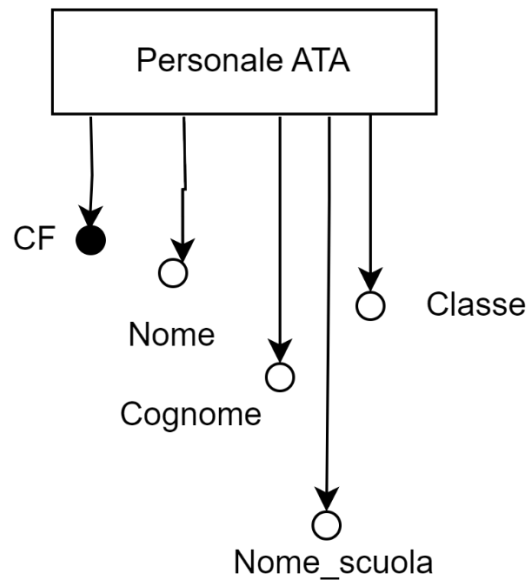 Personale ATA
CF
Nome
Classe
Cognome
Nome_scuola